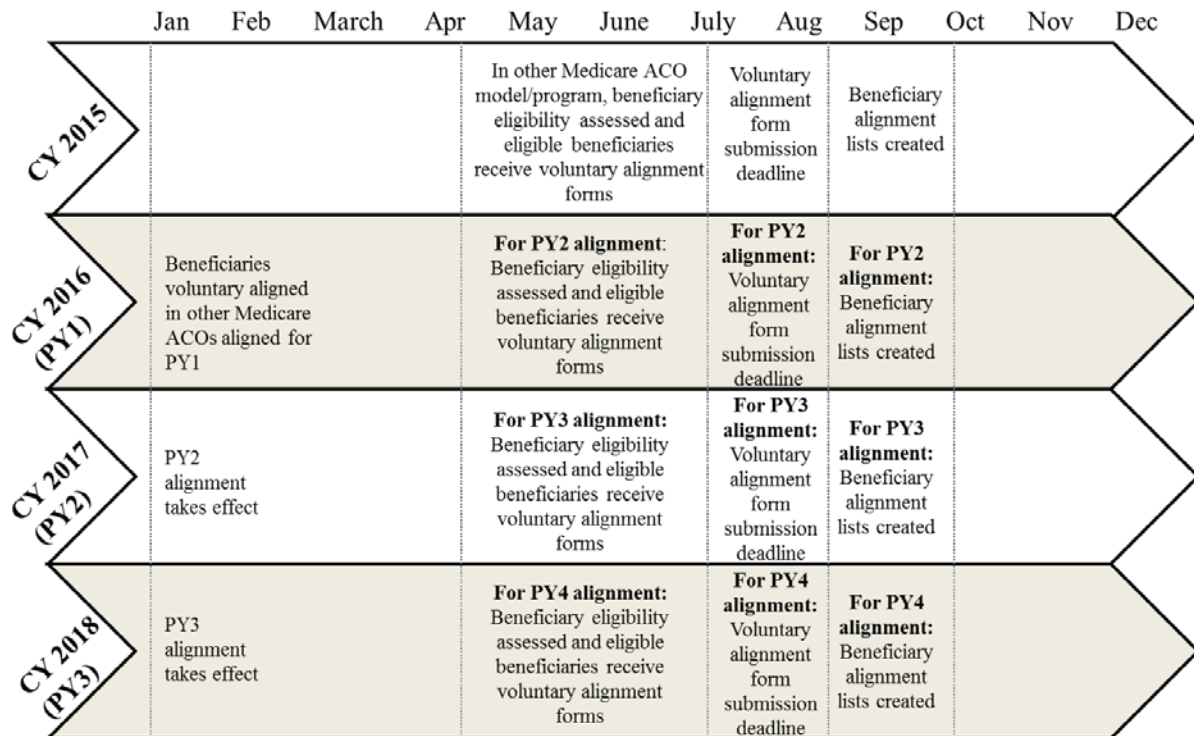 Jan Feb March Apr May June July Aug Sep Oct Nov Dec
CY 2015
In other Medicare ACO
model/program, beneficiary
eligibility assessed and
eligible beneficiaries
receive voluntary alignment
forms
Voluntary
alignment
form
submission
deadline
Beneficiary
alignment
lists created
CY 2016
(PY1)
Beneficiaries
voluntary aligned
in other Medicare
ACOs aligned for
PY1
For PY2 alignment:
Beneficiary eligibility
assessed and eligible
beneficiaries receive
voluntary alignment
forms
For PY2
alignment:
Voluntary
alignment
form
submission
deadline
For PY2
alignment:
Beneficiary
alignment
lists created
CY 2017
(PY2)
PY2
alignment
takes effect
For PY3 alignment:
Beneficiary eligibility
assessed and eligible
beneficiaries receive
voluntary alignment
forms
For PY3
alignment:
Voluntary
alignment
form
submission
deadline
For PY3
alignment:
Beneficiary
alignment
lists created
CY 2018
(PY3)
PY3
alignment
takes effect
For PY4 alignment:
Beneficiary eligibility
assessed and eligible
beneficiaries receive
voluntary alignment
forms
For PY4
alignment:
Voluntary
alignment
form
submission
deadline
For PY4
alignment:
Beneficiary
alignment
lists created